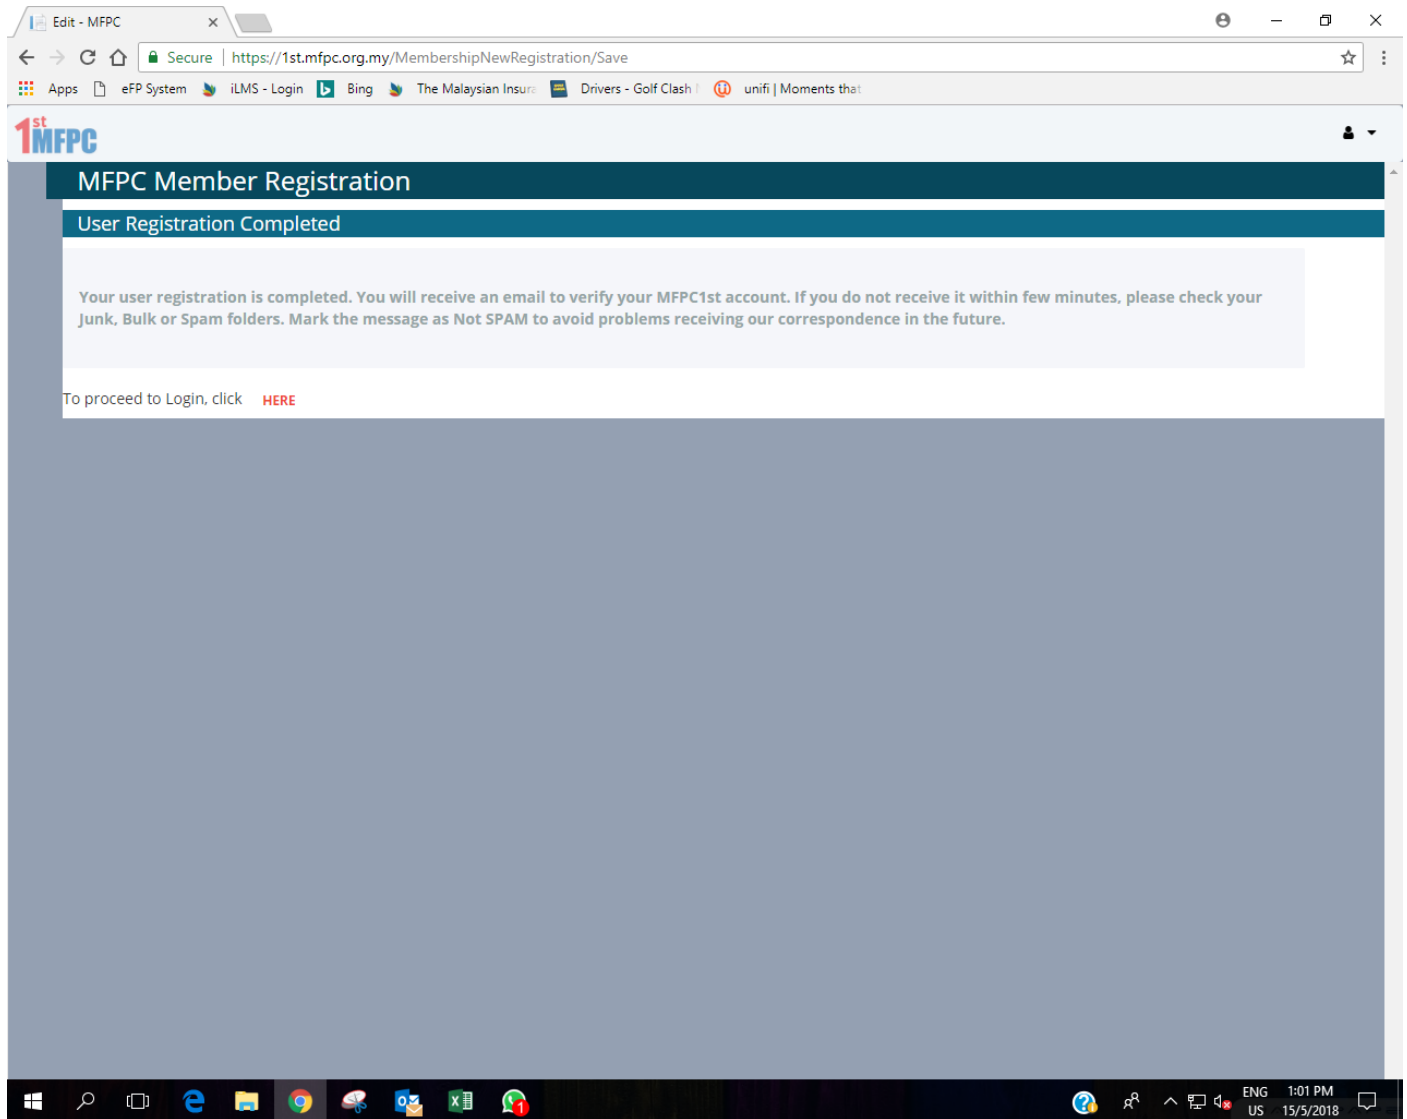 Edit - MFPC
Secure https://1st.mfpc.org.my/MembershipNewRegistration/Save
Apps eFP System iLMS - Login Bing The Malaysian Insura Drivers - Golf Clash unifi | Moments that
1st MFPC
MFPC Member Registration
User Registration Completed
Your user registration is completed. You will receive an email to verify your MFPC1st account. If you do not receive it within few minutes, please check your
Junk, Bulk or Spam folders. Mark the message as Not SPAM to avoid problems receiving our correspondence in the future.
To proceed to Login, click HERE
ENG 1:01 PM
US 15/5/2018